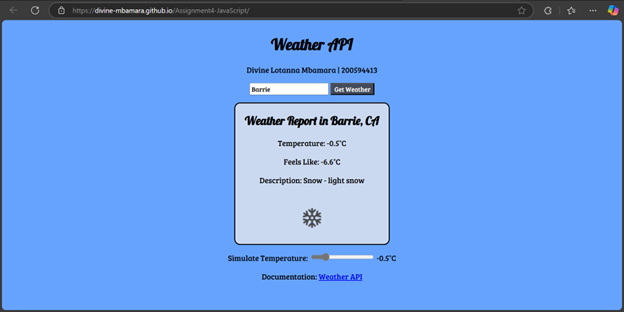 https://divine-mbamara.github.io/Assignment4-JavaScript/
Weather API
Divine Lotanna Mbamara | 200594413
Barrie Get Weather
Weather Report in Barrie, CA
Temperature: -0.5°C
Feels Like: -6.6°C
Description: Snow - light snow
Simulate Temperature: -0.5°C
Documentation: Weather API